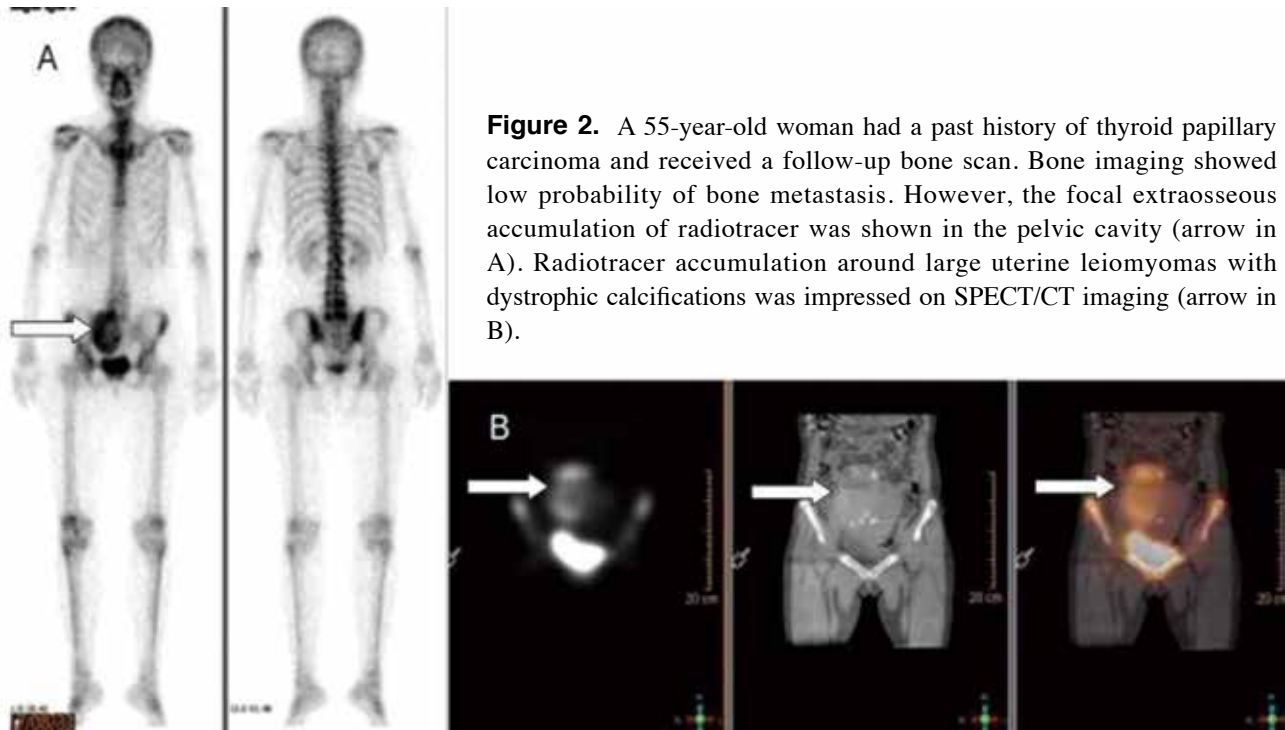 A
Figure 2. A 55-year-old woman had a past history of thyroid papillary
carcinoma and received a follow-up bone scan. Bone imaging showed
low probability of bone metastasis. However, the focal extraosseous
accumulation of radiotracer was shown in the pelvic cavity (arrow in
A). Radiotracer accumulation around large uterine leiomyomas with
dystrophic calcifications was impressed on SPECT/CT imaging (arrow in
B).
B
20 cm
20 cm
20 cm